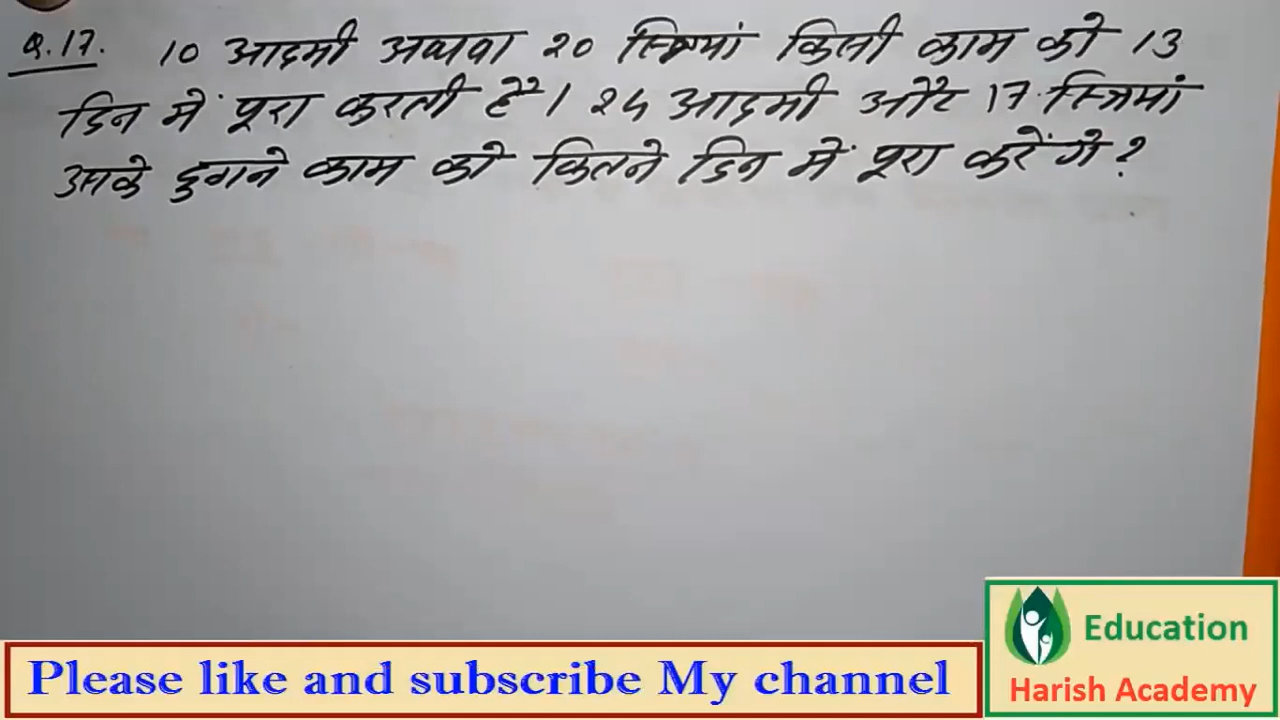 Q.17. 10 आदमी अथवा 20 स्त्रियां किसी काम को 13
दिन में पूरा करती हैं। 24 आदमी और 17 स्त्रियां
उसके दुगने काम को कितने दिन में पूरा करेंगे?
Education
Harish Academy
Please like and subscribe My channel